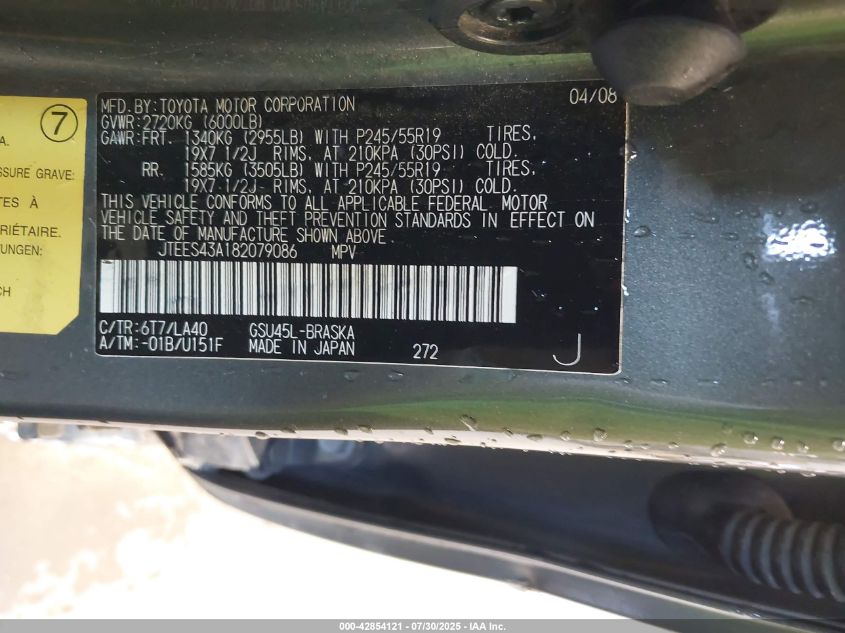 7
A.
SSURE GRAVE:
TES À
RIÉTAIRE.
UNGEN:
CH
MFD. BY: TOYOTA MOTOR CORPORATION 04/08
GVWR: 2720KG (6000LB)
GAWR: FRT. 1340KG (2955LB) WITH P245/55R19 TIRES,
19X7 1/2J RIMS, AT 210KPA (30PSI) COLD.
RR. 1585KG (3505LB) WITH P245/55R19 TIRES,
19X7 1/2J RIMS, AT 210KPA (30PSI) COLD.
THIS VEHICLE CONFORMS TO ALL APPLICABLE FEDERAL MOTOR
VEHICLE SAFETY AND THEFT PREVENTION STANDARDS IN EFFECT ON
THE DATE OF MANUFACTURE SHOWN ABOVE.
JTEES43A182079086 MPV
C/TR: 6T7/LA40 GSU45L-BRASKA
A/TM: -01B/U151F MADE IN JAPAN 272 J
000-42854121 - 07/30/2025 - IAA Inc.